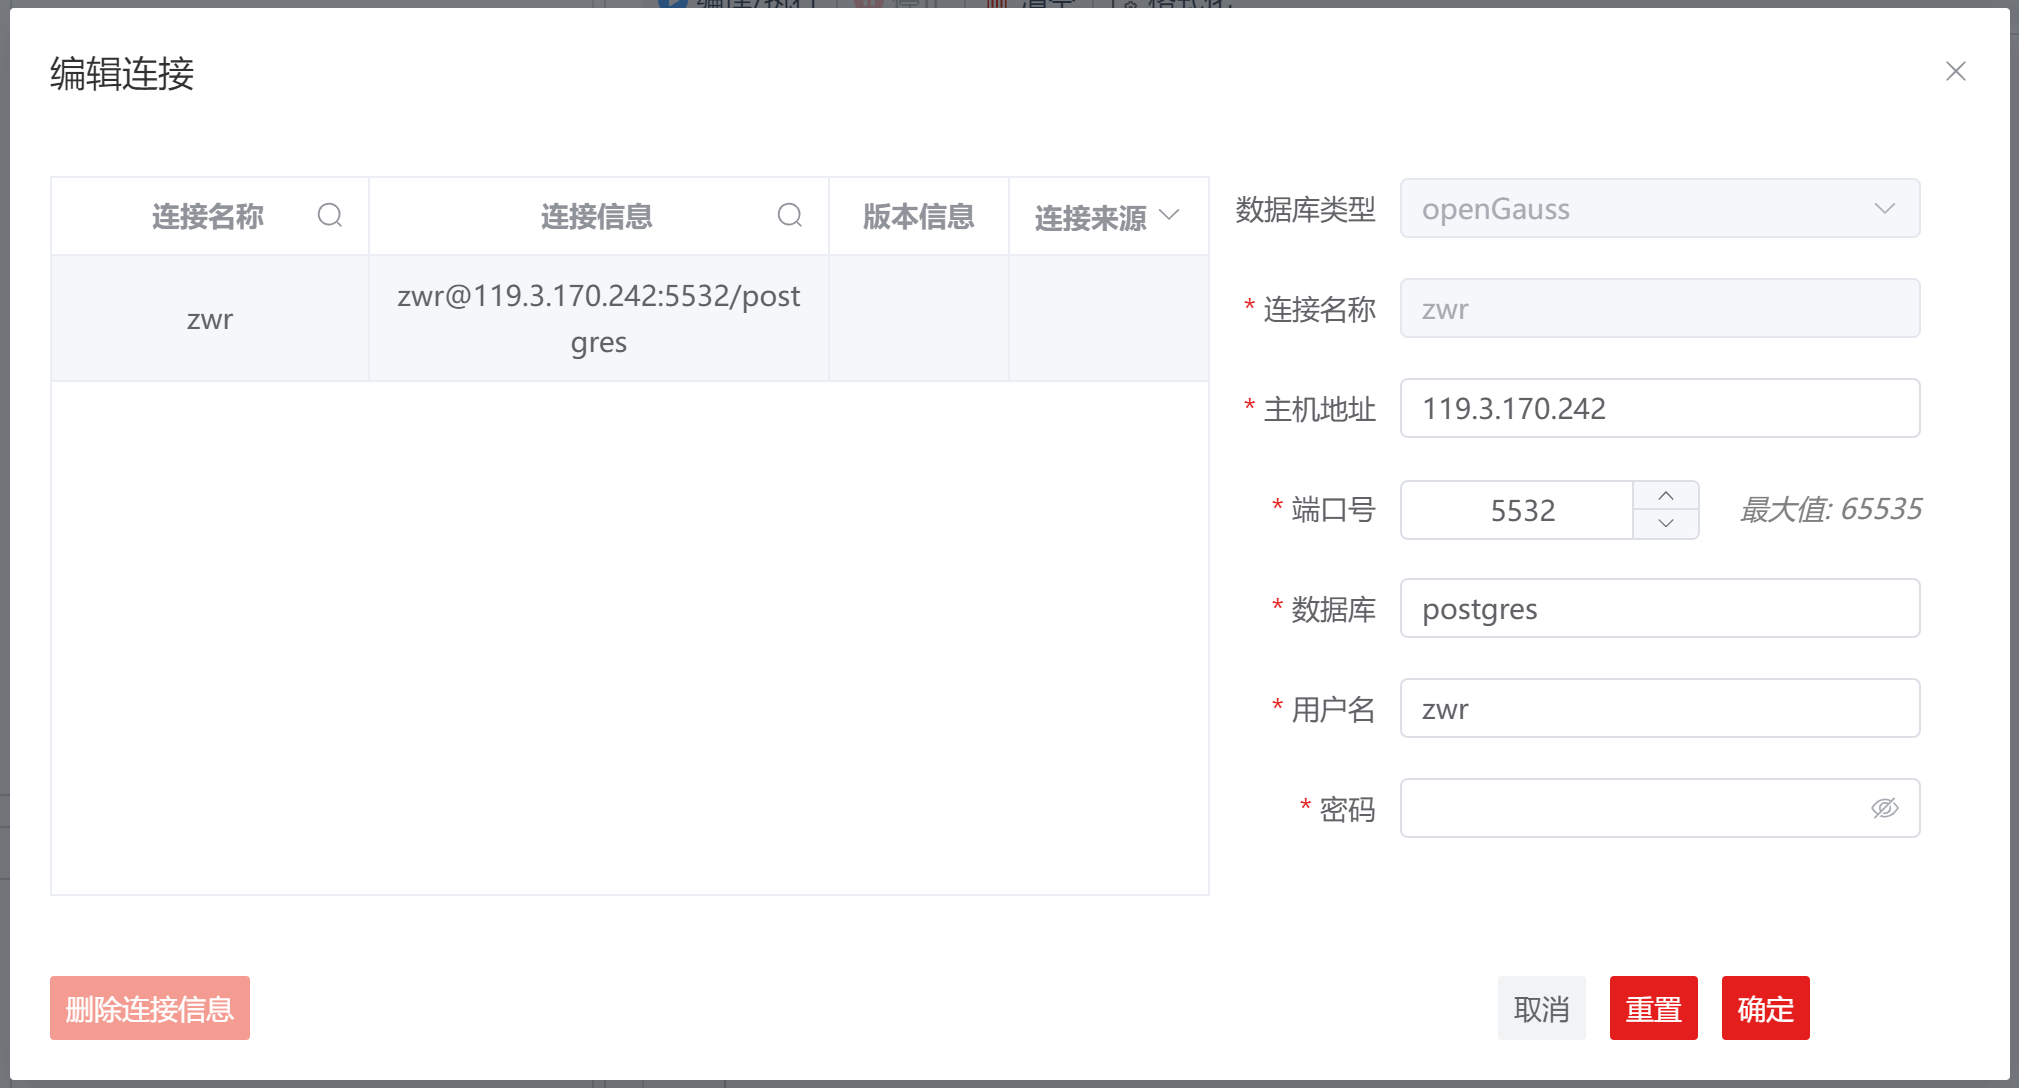 编辑连接
连接名称 连接信息 版本信息 连接来源
zwr
zwr@119.3.170.242:5532/post
gres
数据库类型 openGauss
* 连接名称 zwr
* 主机地址 119.3.170.242
* 端口号 5532 最大值: 65535
* 数据库 postgres
* 用户名 zwr
* 密码
删除连接信息 取消 重置 确定